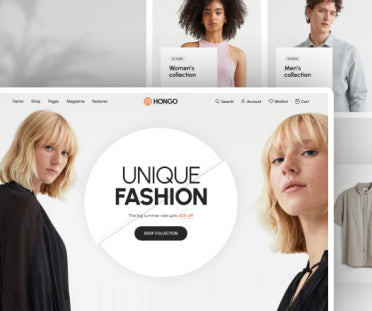 Women's
collection
Men's
collection
Demo Shop Pages Magazine Features
HONGO
Search Account Wishlist Cart
UNIQUE
FASHION
The big summer sale upto 60% off
SHOP COLLECTION